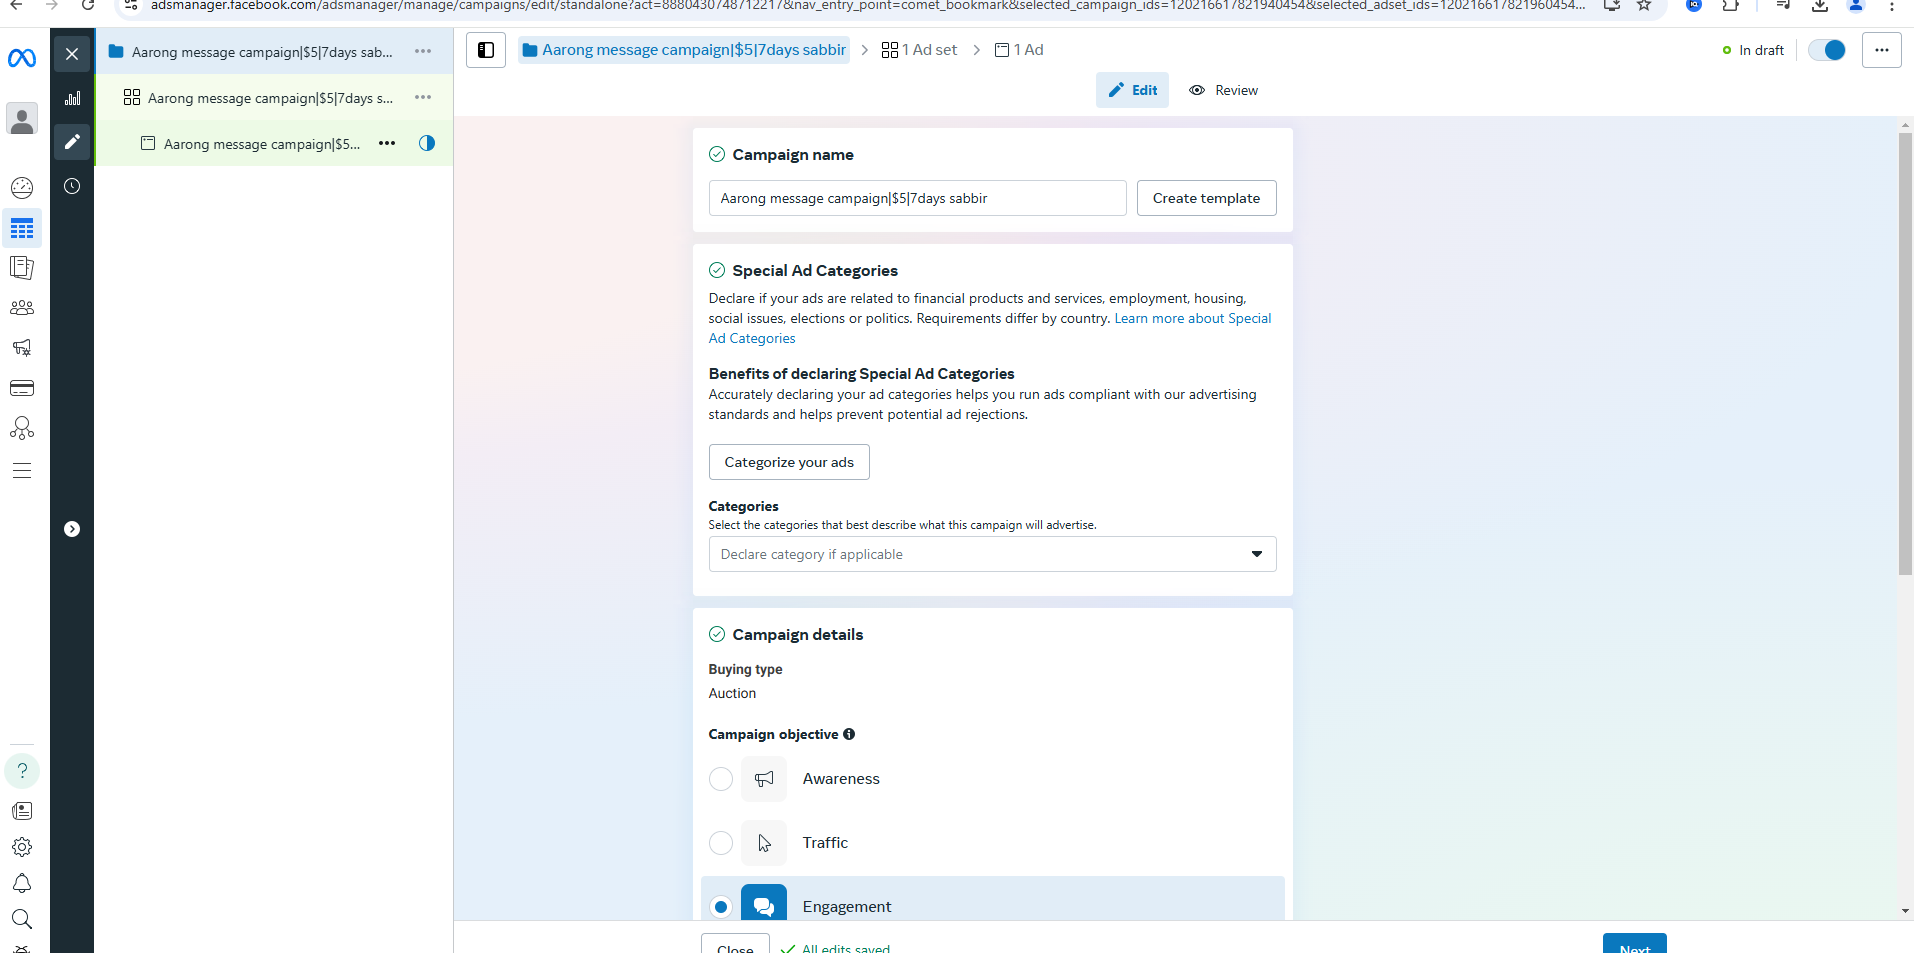 adsmanager.facebook.com/adsmanager/manage/campaigns/edit/standalone?act=8880430748712217&nav_entry_point=comet_bookmark&selected_campaign_ids=120216617821940454&selected_adset_ids=120216617821960454...
Aarong message campaign|$5|7days sabb...
Aarong message campaign|$5|7days s...
Aarong message campaign|$5...
Aarong message campaign|$5|7days sabbir
1 Ad set
1 Ad
In draft
Edit
Review
Campaign name
Aarong message campaign|$5|7days sabbir
Create template
Special Ad Categories
Declare if your ads are related to financial products and services, employment, housing,
social issues, elections or politics. Requirements differ by country. Learn more about Special
Ad Categories
Benefits of declaring Special Ad Categories
Accurately declaring your ad categories helps you run ads compliant with our advertising
standards and helps prevent potential ad rejections.
Categorize your ads
Categories
Select the categories that best describe what this campaign will advertise.
Declare category if applicable
Campaign details
Buying type
Auction
Campaign objective
Awareness
Traffic
Engagement
Close
All edits saved
Next